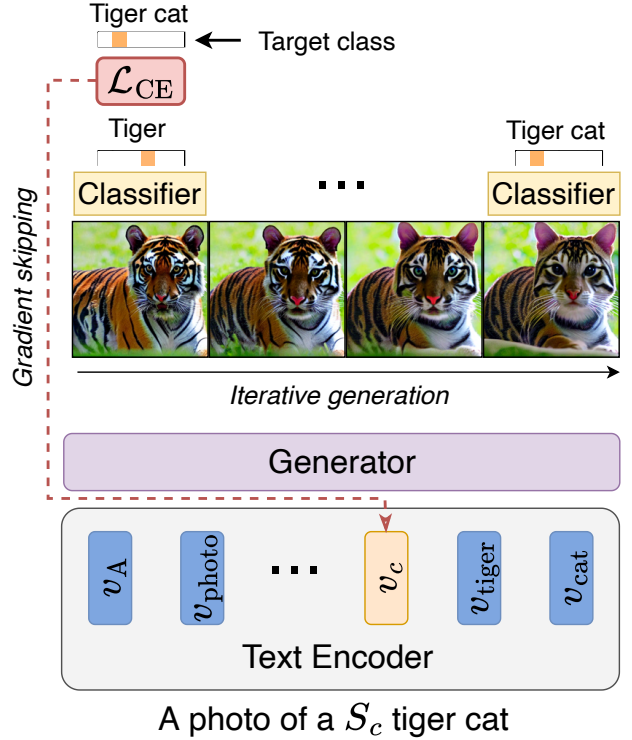 Tiger cat
Target class
ℒ_CE
Tiger
Tiger cat
Classifier
...
Classifier
Gradient skipping
Iterative generation
Generator
v_A
v_photo
...
v_c
v_tiger
v_cat
Text Encoder
A photo of a S_c tiger cat